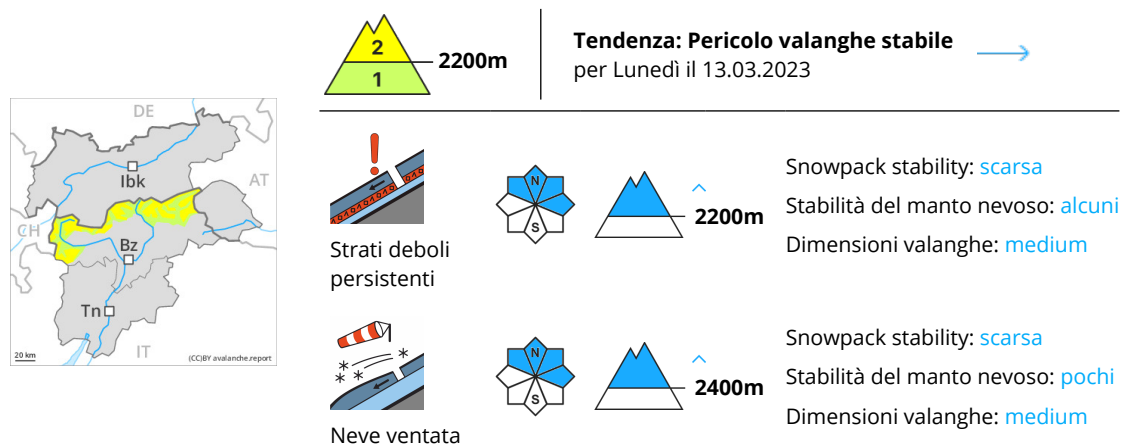 2
1
2200m
Tendenza: Pericolo valanghe stabile
per Lunedì il 13.03.2023
DE
Ibk
AT
CH
Bz
Tn
IT
20 km
(CC)BY avalanche.report
Strati deboli
persistenti
N
S
2200m
Snowpack stability: scarsa
Stabilità del manto nevoso: alcuni
Dimensioni valanghe: medium
Neve ventata
N
S
2400m
Snowpack stability: scarsa
Stabilità del manto nevoso: pochi
Dimensioni valanghe: medium